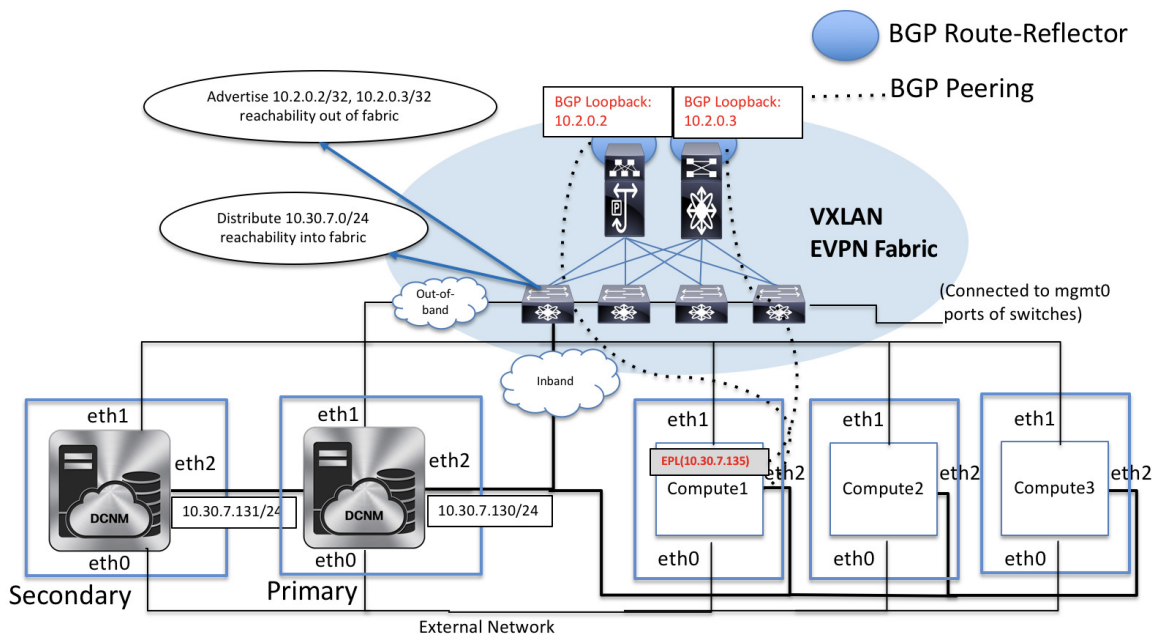 BGP Route-Reflector
BGP Peering
Advertise 10.2.0.2/32, 10.2.0.3/32
reachability out of fabric
BGP Loopback:
10.2.0.2
BGP Loopback:
10.2.0.3
P
Distribute 10.30.7.0/24
reachability into fabric
VXLAN
EVPN Fabric
Out-of-
band
(Connected to mgmt0
ports of switches)
Inband
eth1
eth1
eth1
eth1
eth1
eth2
eth2
EPL(10.30.7.135)
eth2
eth2
eth2
DCNM
DCNM
Compute1
Compute2
Compute3
10.30.7.131/24
10.30.7.130/24
eth0
eth0
eth0
eth0
eth0
Secondary
Primary
External Network